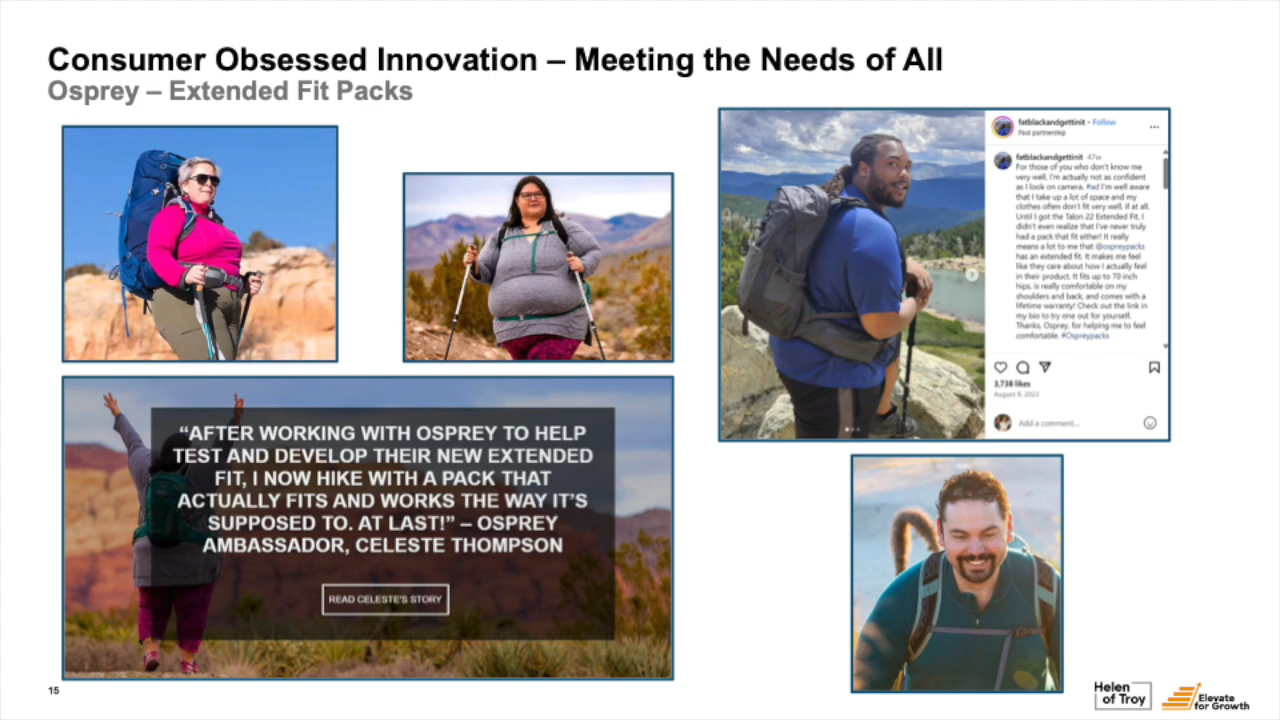 Consumer Obsessed Innovation – Meeting the Needs of All
Osprey – Extended Fit Packs
“AFTER WORKING WITH OSPREY TO HELP
TEST AND DEVELOP THEIR NEW EXTENDED
FIT, I NOW HIKE WITH A PACK THAT
ACTUALLY FITS AND WORKS THE WAY IT’S
SUPPOSED TO. AT LAST!” – OSPREY
AMBASSADOR, CELESTE THOMPSON
READ CELESTE'S STORY
fatblackandgettinit • Follow
Paid partnership
fatblackandgettinit 47w
For those of you who don't know me
very well, I'm actually not as confident
as I look on camera. #ad I'm well aware
that I take up a lot of space and my
clothes often don't fit very well, if at all.
Until I got the Talon 22 Extended Fit, I
didn't even realize that I've never truly
had a pack that fit either! It really
means a lot to me that @ospreypacks
has an extended fit. It makes me feel
like they care about how I actually feel
in their product. It fits up to 70 inch
hips, is really comfortable on my
shoulders and back, and comes with a
lifetime warranty! Check out the link in
my bio to try one out for yourself.
Thanks, Osprey, for helping me to feel
comfortable. #Ospreypacks
3,738 likes
August 9, 2023
Add a comment...
15
Helen
of Troy
Elevate
for Growth